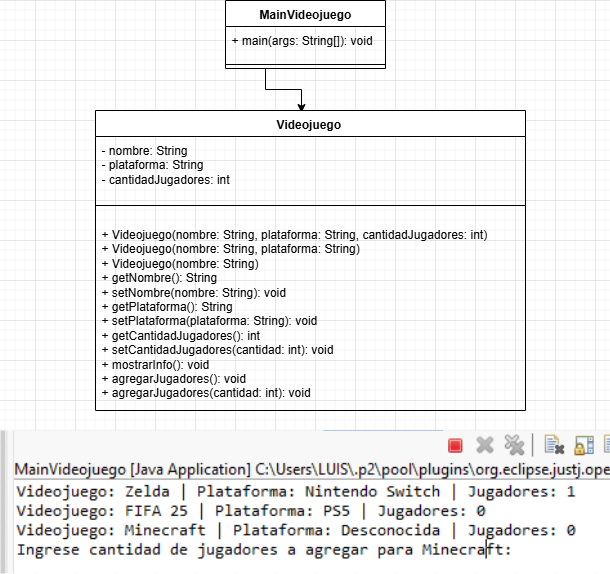 MainVideojuego
+ main(args: String[]): void
Videojuego
- nombre: String
- plataforma: String
- cantidadJugadores: int
+ Videojuego(nombre: String, plataforma: String, cantidadJugadores: int)
+ Videojuego(nombre: String, plataforma: String)
+ Videojuego(nombre: String)
+ getNombre(): String
+ setNombre(nombre: String): void
+ getPlataforma(): String
+ setPlataforma(plataforma: String): void
+ getCantidadJugadores(): int
+ setCantidadJugadores(cantidad: int): void
+ mostrarInfo(): void
+ agregarJugadores(): void
+ agregarJugadores(cantidad: int): void
MainVideojuego [Java Application] C:\Users\LUIS\.p2\pool\plugins\org.eclipse.justj.ope
Videojuego: Zelda | Plataforma: Nintendo Switch | Jugadores: 1
Videojuego: FIFA 25 | Plataforma: PS5 | Jugadores: 0
Videojuego: Minecraft | Plataforma: Desconocida | Jugadores: 0
Ingrese cantidad de jugadores a agregar para Minecraft: